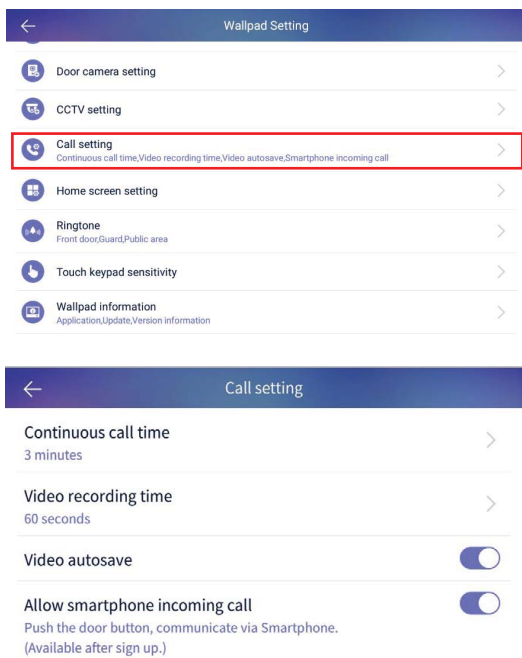 Wallpad Setting
Door camera setting
CCTV setting
Call setting
Continuous call time,Video recording time,Video autosave,Smartphone incoming call
Home screen setting
Ringtone
Front door,Guard,Public area
Touch keypad sensitivity
Wallpad information
Application,Update,Version information
Call setting
Continuous call time
3 minutes
Video recording time
60 seconds
Video autosave
Allow smartphone incoming call
Push the door button, communicate via Smartphone.
(Available after sign up.)